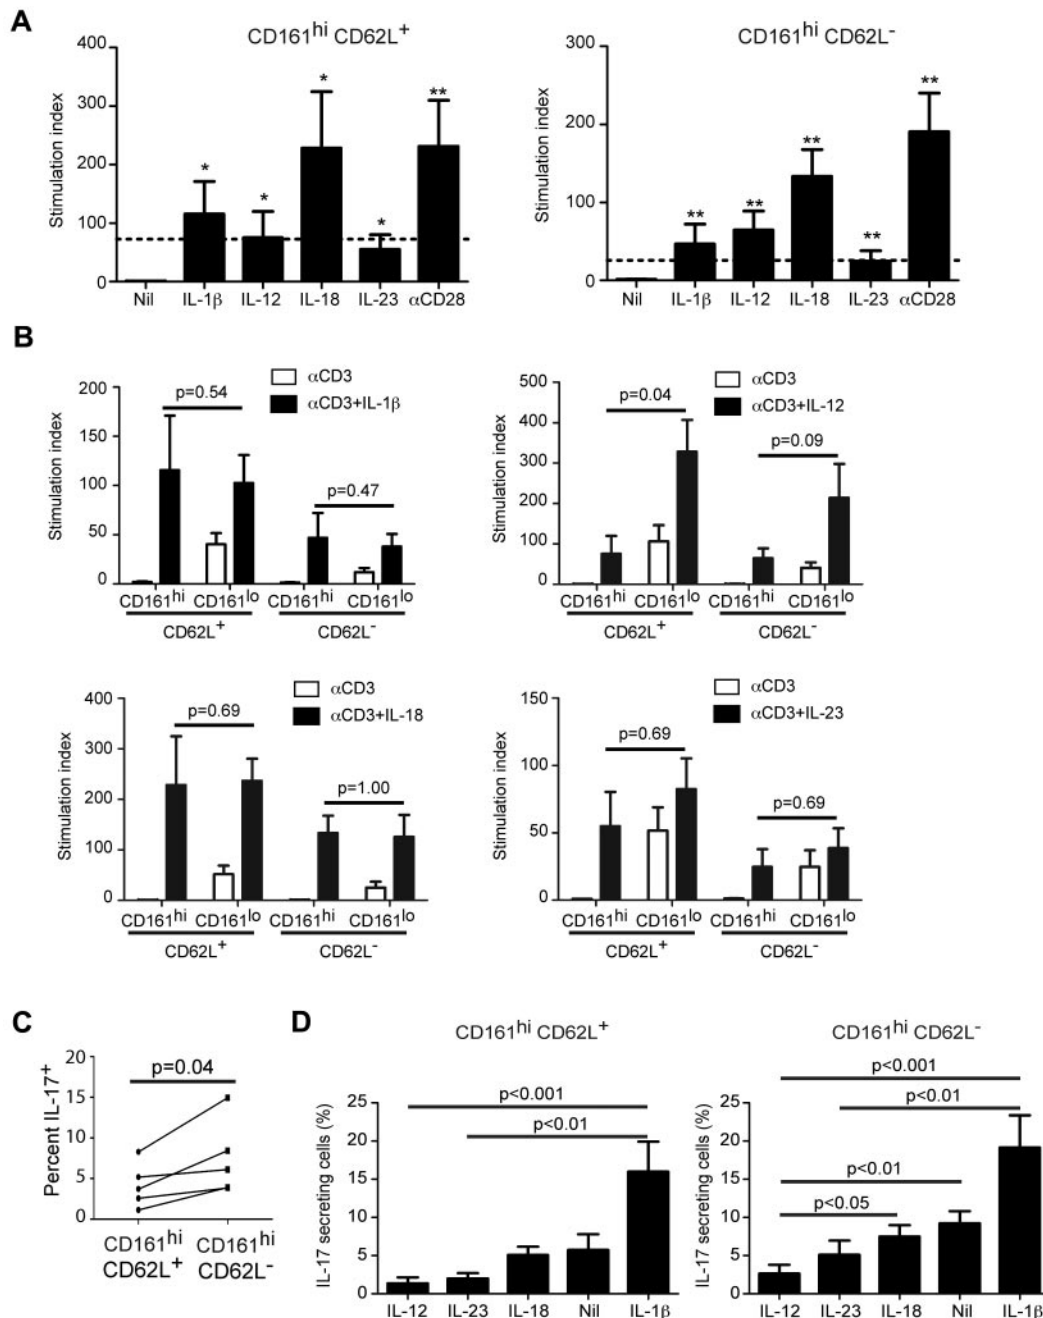 A
CD161hi CD62L+
CD161hi CD62L-
Stimulation index
400
300
200
100
0
Nil IL-1β IL-12 IL-18 IL-23 αCD28
* * * * **
Stimulation index
300
200
100
0
Nil IL-1β IL-12 IL-18 IL-23 αCD28
** ** ** ** **
B
αCD3
αCD3+IL-1β
p=0.54
p=0.47
Stimulation index
200
150
100
50
0
CD161hi CD161lo CD161hi CD161lo
CD62L+ CD62L-
αCD3
αCD3+IL-12
p=0.04
p=0.09
Stimulation index
500
400
300
200
100
0
CD161hi CD161lo CD161hi CD161lo
CD62L+ CD62L-
αCD3
αCD3+IL-18
p=0.69
p=1.00
Stimulation index
400
300
200
100
0
CD161hi CD161lo CD161hi CD161lo
CD62L+ CD62L-
αCD3
αCD3+IL-23
p=0.69
p=0.69
Stimulation index
150
100
50
0
CD161hi CD161lo CD161hi CD161lo
CD62L+ CD62L-
C
p=0.04
Percent IL-17+
20
15
10
5
0
CD161hi CD161hi
CD62L+ CD62L-
D
CD161hi CD62L+
p<0.001
p<0.01
IL-17 secreting cells (%)
25
20
15
10
5
0
IL-12 IL-23 IL-18 Nil IL-1β
CD161hi CD62L-
p<0.001
p<0.01
p<0.01
p<0.05
IL-17 secreting cells (%)
25
20
15
10
5
0
IL-12 IL-23 IL-18 Nil IL-1β